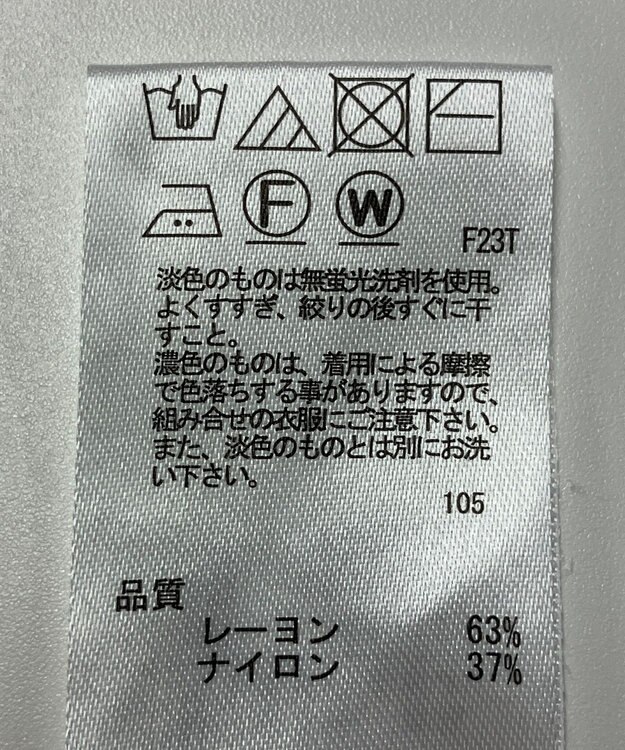 F W
F23T
淡色のものは無蛍光洗剤を使用。
よくすすぎ、絞りの後すぐに干
すこと。
濃色のものは、着用による摩擦
で色落ちする事がありますので、
組み合せの衣服にご注意下さい。
また、淡色のものとは別にお洗
い下さい。
105
品質
レーヨン 63%
ナイロン 37%